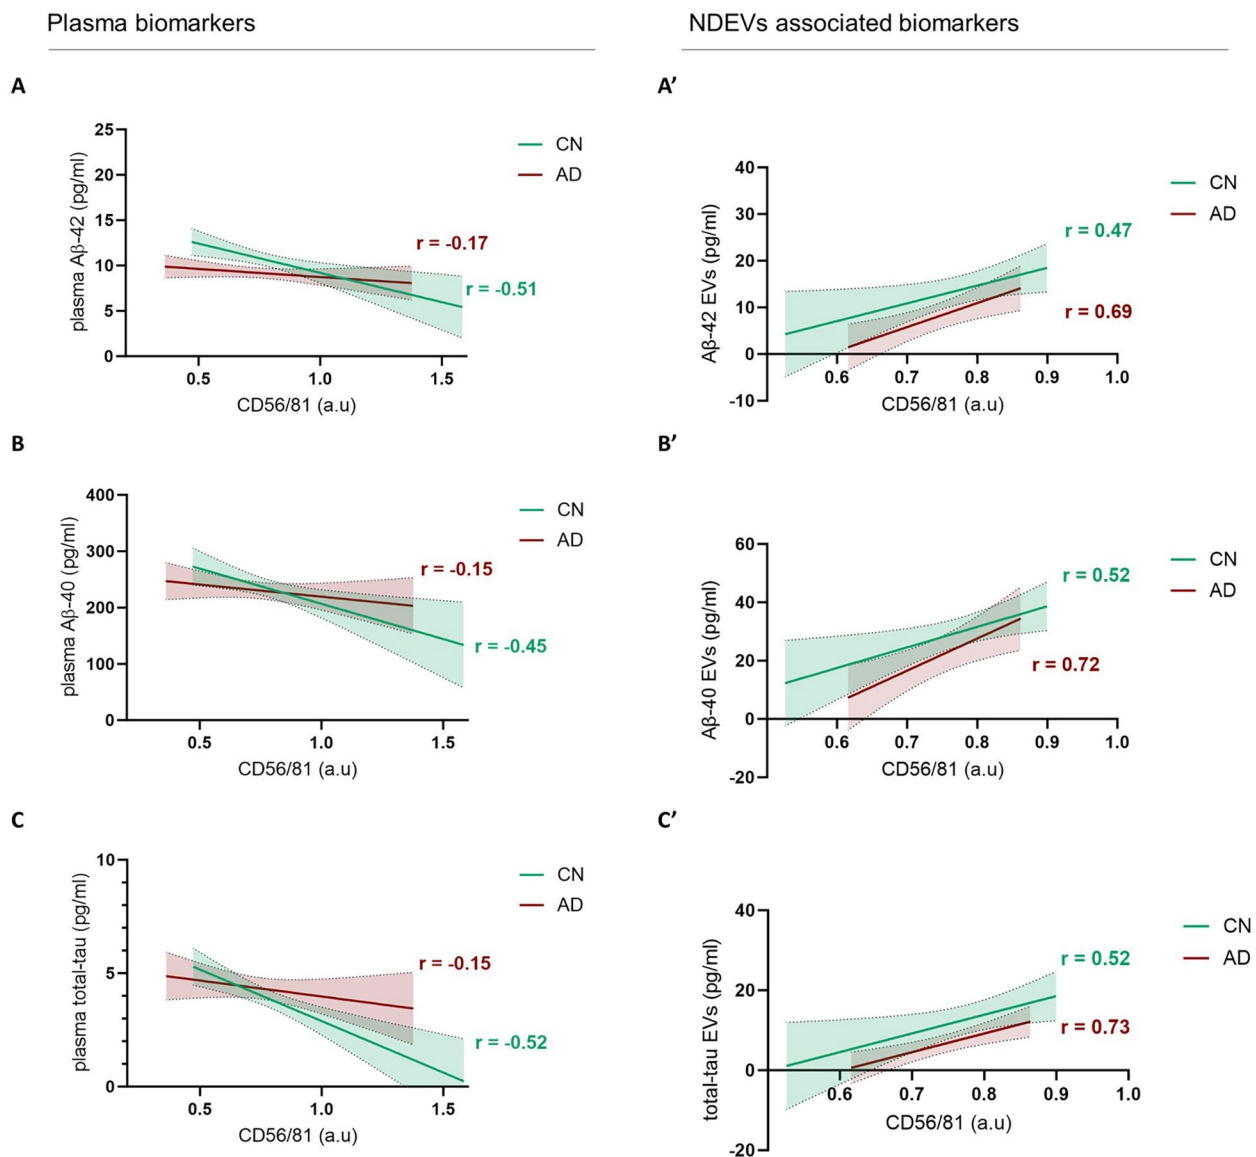 Plasma biomarkers
NDEVs associated biomarkers
A
plasma Aβ-42 (pg/ml)
25
20
15
10
5
0
0.5
1.0
1.5
CD56/81 (a.u)
CN
AD
r = -0.17
r = -0.51
A’
Aβ-42 EVs (pg/ml)
40
30
20
10
0
-10
0.6
0.7
0.8
0.9
1.0
CD56/81 (a.u)
CN
AD
r = 0.47
r = 0.69
B
plasma Aβ-40 (pg/ml)
400
300
200
100
0
0.5
1.0
1.5
CD56/81 (a.u)
CN
AD
r = -0.15
r = -0.45
B’
Aβ-40 EVs (pg/ml)
60
40
20
0
-20
0.6
0.7
0.8
0.9
1.0
CD56/81 (a.u)
CN
AD
r = 0.52
r = 0.72
C
plasma total-tau (pg/ml)
10
5
0
0.5
1.0
1.5
CD56/81 (a.u)
CN
AD
r = -0.15
r = -0.52
C’
total-tau EVs (pg/ml)
40
20
0
-20
0.6
0.7
0.8
0.9
1.0
CD56/81 (a.u)
CN
AD
r = 0.52
r = 0.73